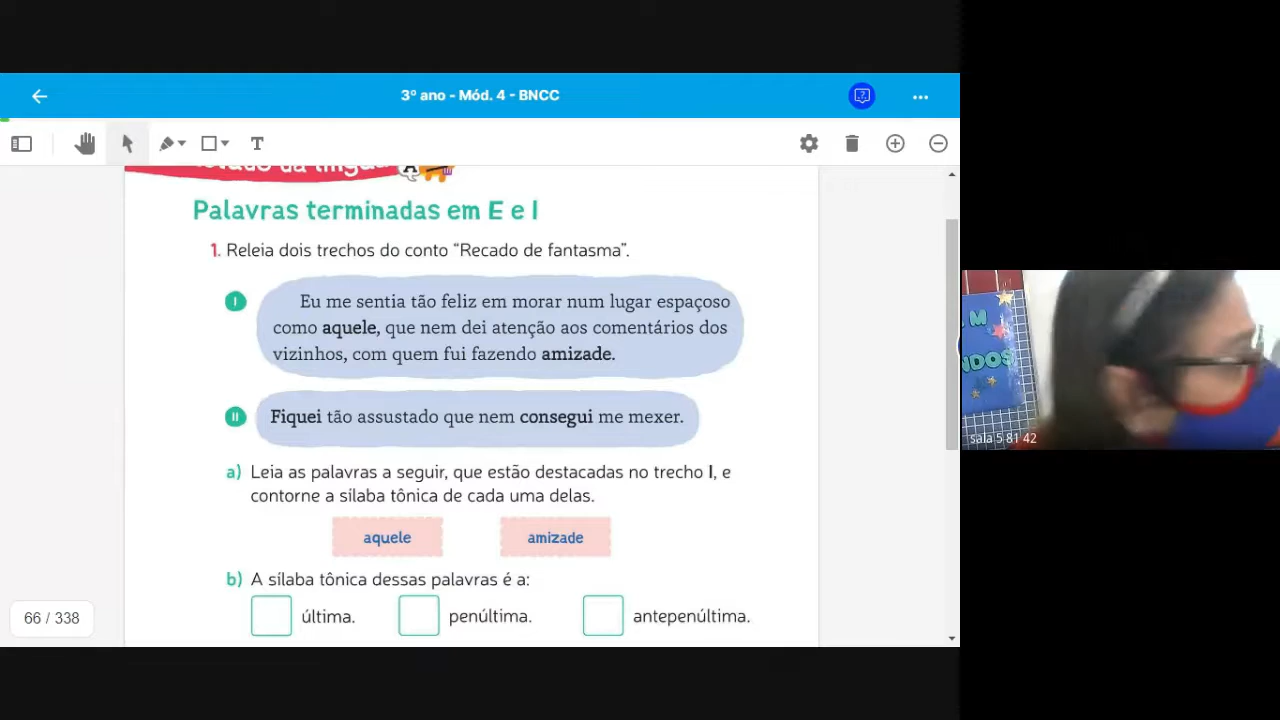 3º ano - Mód. 4 - BNCC
Palavras terminadas em E e I
1. Releia dois trechos do conto “Recado de fantasma”.
I
Eu me sentia tão feliz em morar num lugar espaçoso
como aquele, que nem dei atenção aos comentários dos
vizinhos, com quem fui fazendo amizade.
II
Fiquei tão assustado que nem consegui me mexer.
a) Leia as palavras a seguir, que estão destacadas no trecho I, e
contorne a sílaba tônica de cada uma delas.
aquele amizade
b) A sílaba tônica dessas palavras é a:
última. penúltima. antepenúltima.
66 / 338
sala 5 81 42